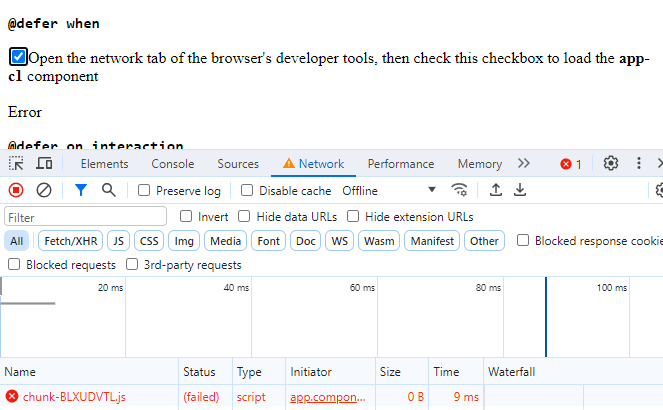 @defer when
Open the network tab of the browser's developer tools, then check this checkbox to load the app-
c1 component
Error
@defer on interaction
Elements Console Sources Network Performance Memory 1
Preserve log Disable cache Offline
Filter Invert Hide data URLs Hide extension URLs
All Fetch/XHR JS CSS Img Media Font Doc WS Wasm Manifest Other Blocked response cookie
Blocked requests 3rd-party requests
20 ms 40 ms 60 ms 80 ms 100 ms
Name Status Type Initiator Size Time Waterfall
chunk-BLXUDVTL.js (failed) script app.compon... 0 B 9 ms